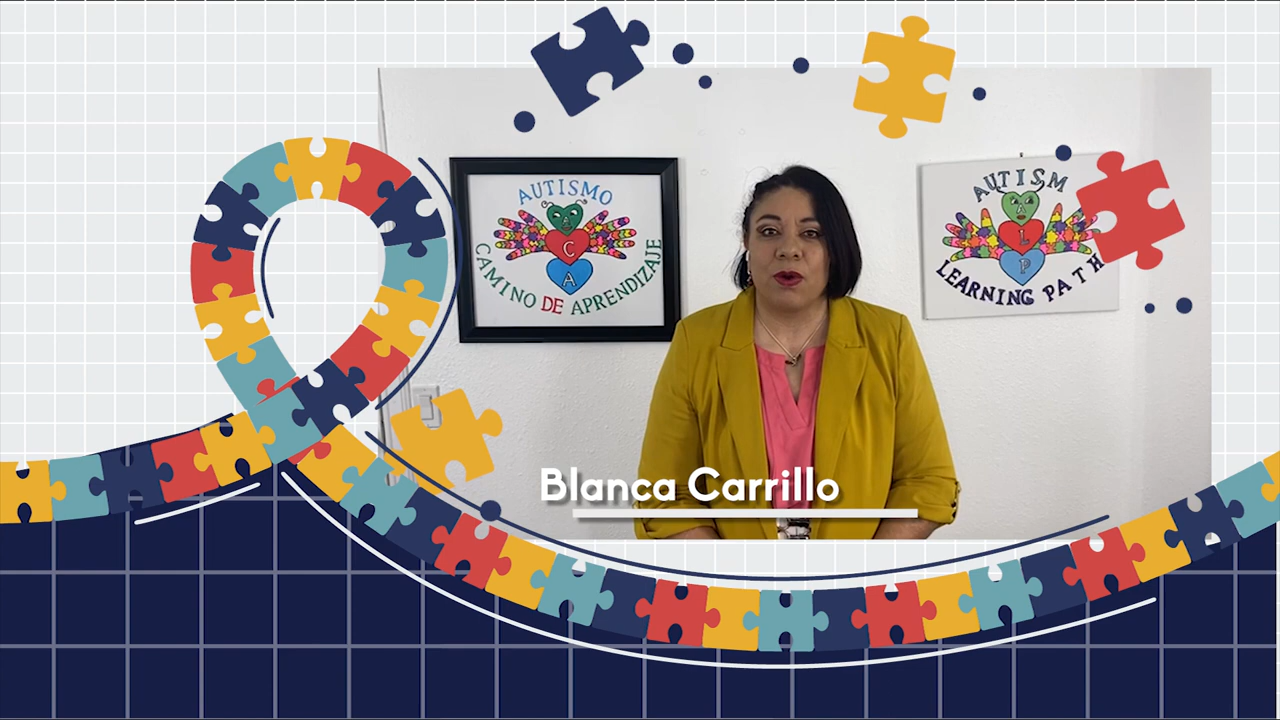 AUTISMO
C
A
CAMINO DE APRENDIZAJE
AUTISM
A
L
P
LEARNING PATH
Blanca Carrillo